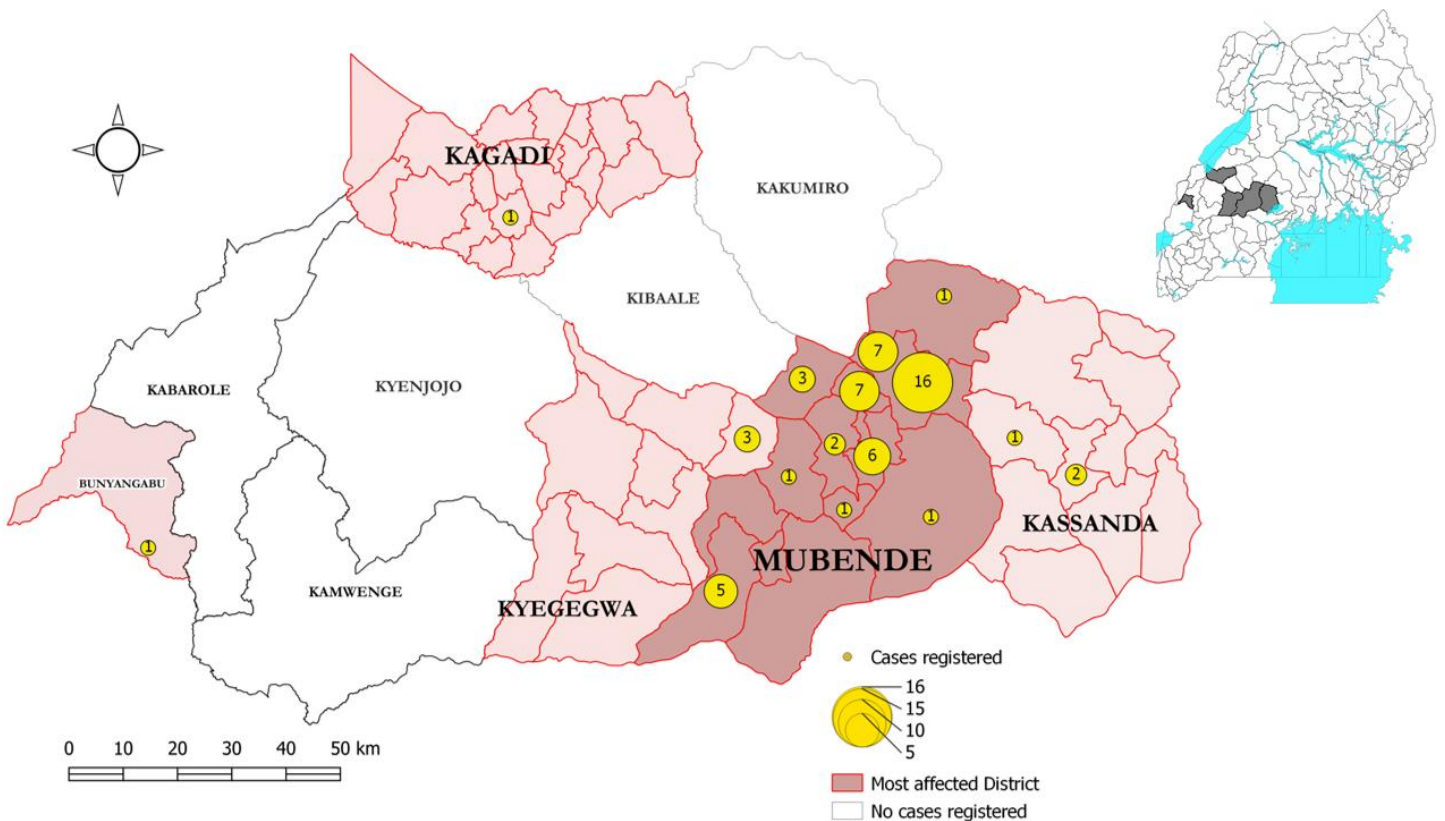 KAGADI
1
KAKUMIRO
KIBAALE
KABAROLE
KYENJOJO
BUNYANGABU
1
KAMWENGE
KYEGEGWA
3
MUBENDE
1
7
16
3
7
2
6
1
1
1
5
KASSANDA
1
2
Cases registered
16
15
10
5
Most affected District
No cases registered
0 10 20 30 40 50 km